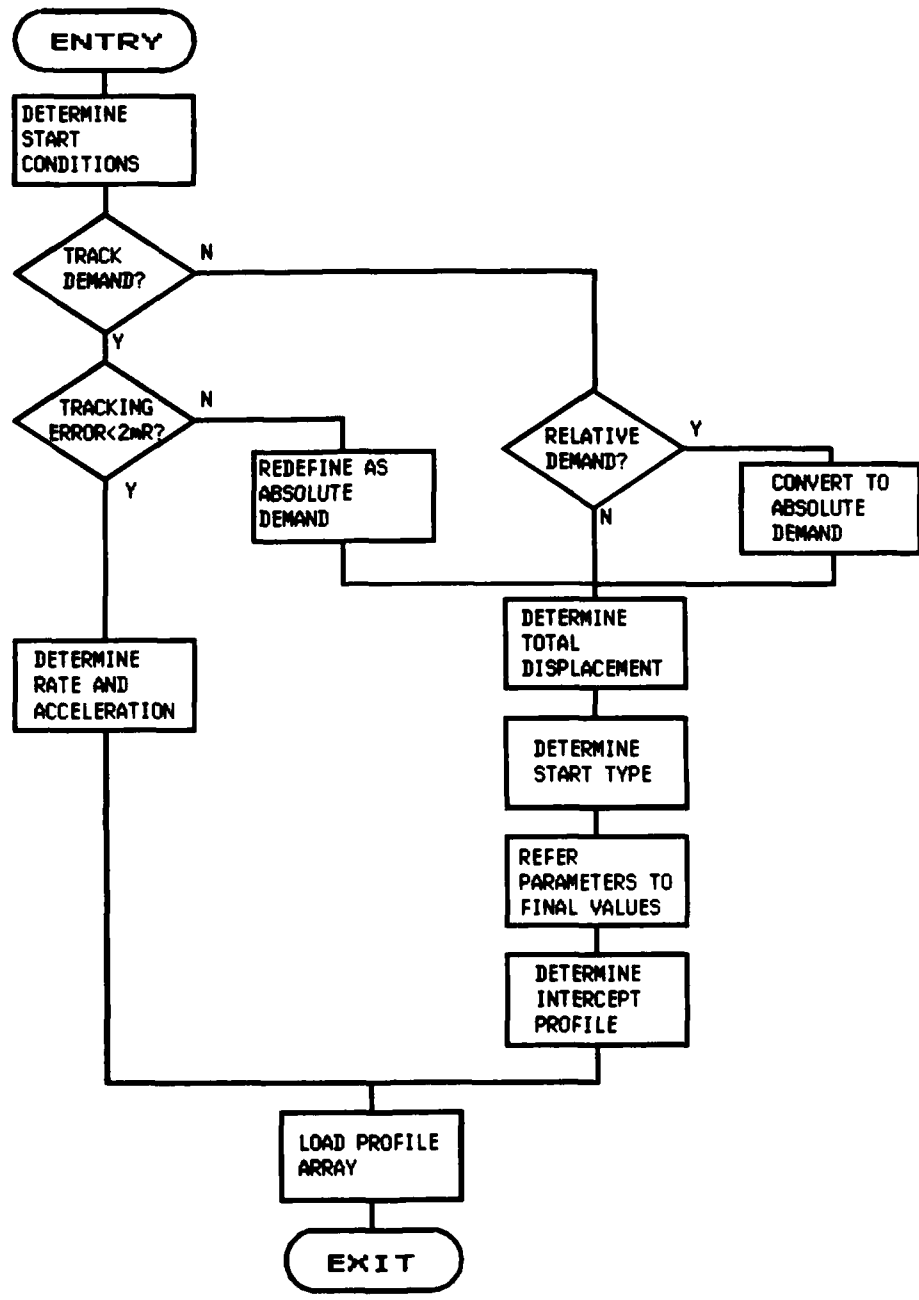 ENTRY
DETERMINE
START
CONDITIONS
TRACK
DEMAND?
N
Y
TRACKING
ERROR<2mR?
N
Y
REDEFINE AS
ABSOLUTE
DEMAND
RELATIVE
DEMAND?
Y
N
CONVERT TO
ABSOLUTE
DEMAND
DETERMINE
RATE AND
ACCELERATION
DETERMINE
TOTAL
DISPLACEMENT
DETERMINE
START TYPE
REFER
PARAMETERS TO
FINAL VALUES
DETERMINE
INTERCEPT
PROFILE
LOAD PROFILE
ARRAY
EXIT